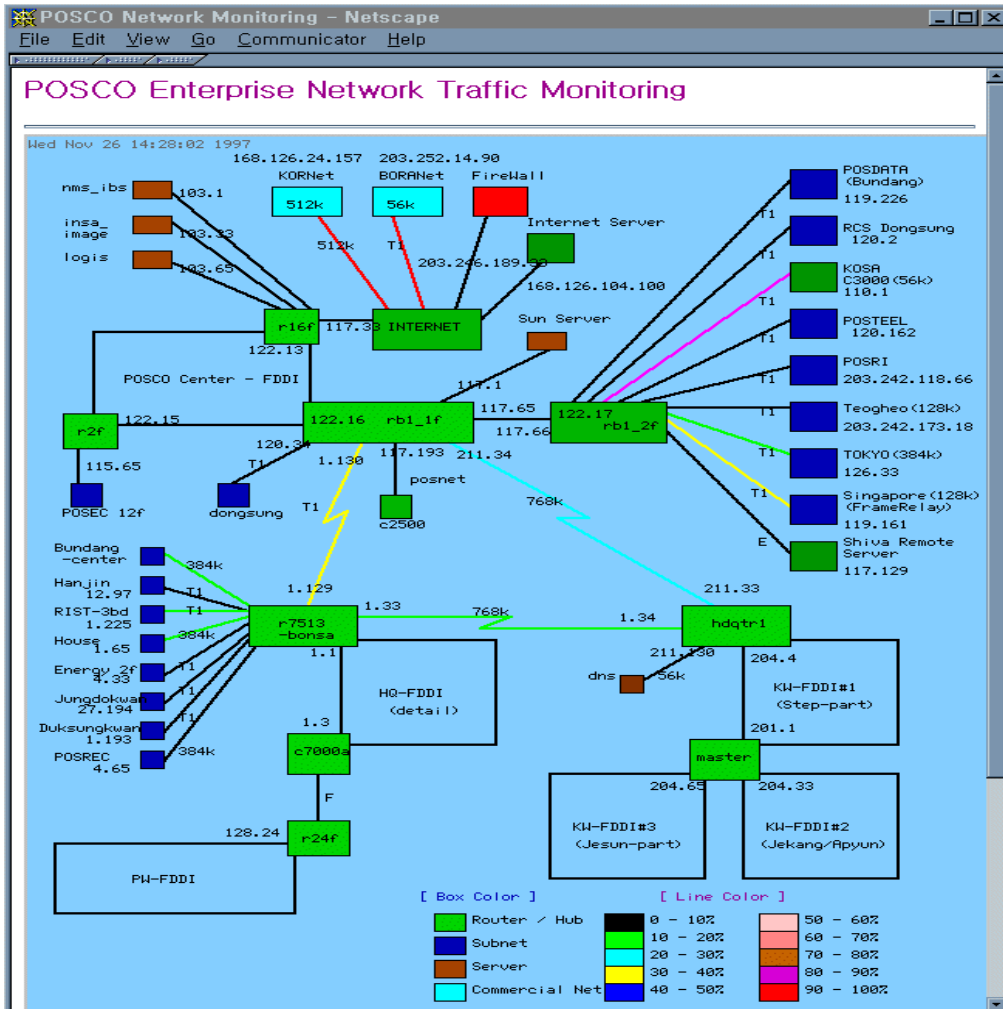 POSCO Network Monitoring - Netscape
File Edit View Go Communicator Help
POSCO Enterprise Network Traffic Monitoring
Wed Nov 26 14:28:02 1997
168.126.24.157 203.252.14.90
KORNet BORANet FireWall
512k 56k
nms_ibs 103.1
insa_
image 103.33
logis 103.65
512k T1
Internet Server
203.246.189.33
168.126.104.100
r16f 117.33 INTERNET
122.13
Sun Server
117.1
POSCO Center - FDDI
r2f 122.15
122.16 rb1_1f 117.65
117.66 122.17 rb1_2f
115.65
POSEC 12f
120.34
T1
dongsung
1.130
T1
117.193
posnet
c2500
211.34
768k
POSDATA
(Bundang)
119.226
T1
RCS Dongsung
120.2
T1
KOSA
C3000(56k)
110.1
T1
POSTEEL
120.162
T1
POSRI
203.242.118.66
T1
Teogheo(128k)
203.242.173.18
T1
TOKYO(384k)
126.33
T1
Singapore(128k)
(FrameRelay)
119.161
T1
Shiva Remote
Server
117.129
E
Bundang
-center 384k
Hanjin
12.97 T1
RIST-3bd
1.225 T1
House
1.65 384k
Energy 2f
4.33 T1
Jungdokwan
27.194 T1
Duksungkwan
1.193 T1
POSREC
4.65 384k
1.129
r7513
-bonsa
1.33 768k 1.34
211.33
hdqtr1
1.1
HQ-FDDI
(detail)
1.3
c7000a
F
128.24 r24f
PW-FDDI
211.130
dns 56k
204.4
KW-FDDI#1
(Step-part)
201.1
master
204.65 204.33
KW-FDDI#3
(Jesun-part)
KW-FDDI#2
(Jekang/Apyun)
[ Box Color ] [ Line Color ]
Router / Hub 0 - 10% 50 - 60%
Subnet 10 - 20% 60 - 70%
Server 20 - 30% 70 - 80%
Commercial Net 30 - 40% 80 - 90%
40 - 50% 90 - 100%